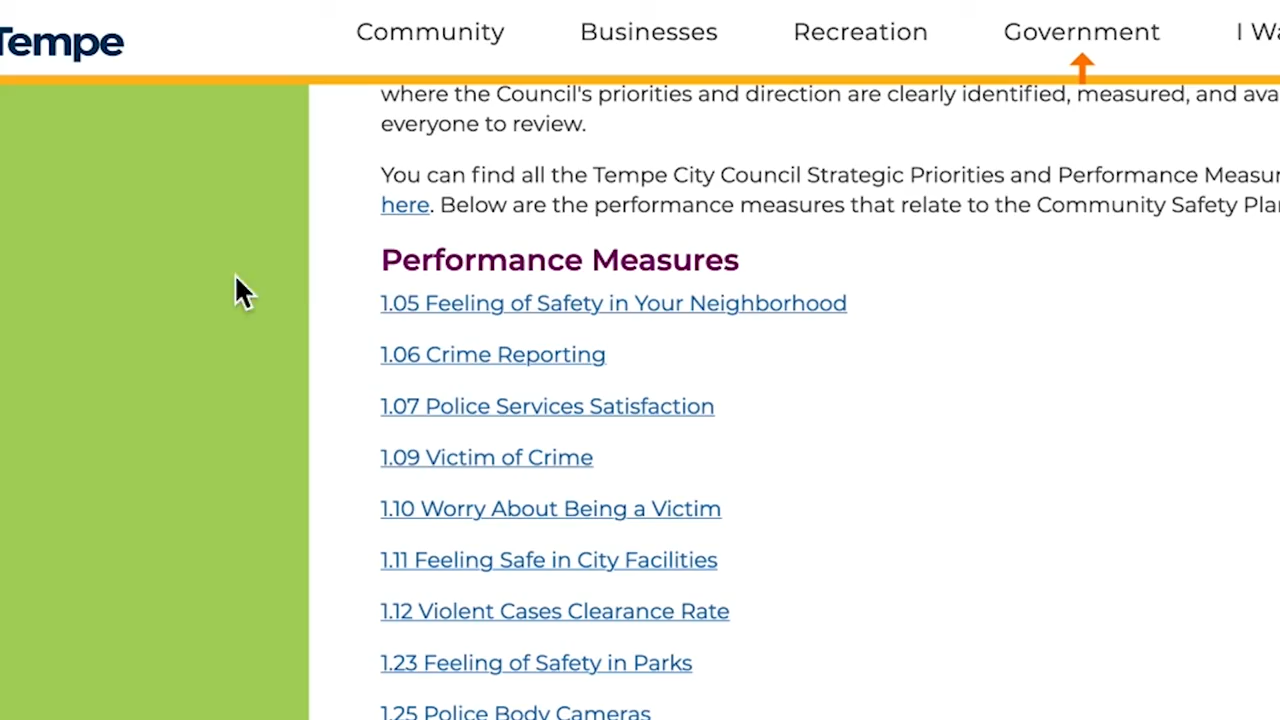 Tempe
Community Businesses Recreation Government I
where the Council's priorities and direction are clearly identified, measured, and
everyone to review.
You can find all the Tempe City Council Strategic Priorities and Performance
here. Below are the performance measures that relate to the Community Safety
Performance Measures
1.05 Feeling of Safety in Your Neighborhood
1.06 Crime Reporting
1.07 Police Services Satisfaction
1.09 Victim of Crime
1.10 Worry About Being a Victim
1.11 Feeling Safe in City Facilities
1.12 Violent Cases Clearance Rate
1.23 Feeling of Safety in Parks
1.25 Police Body Cameras